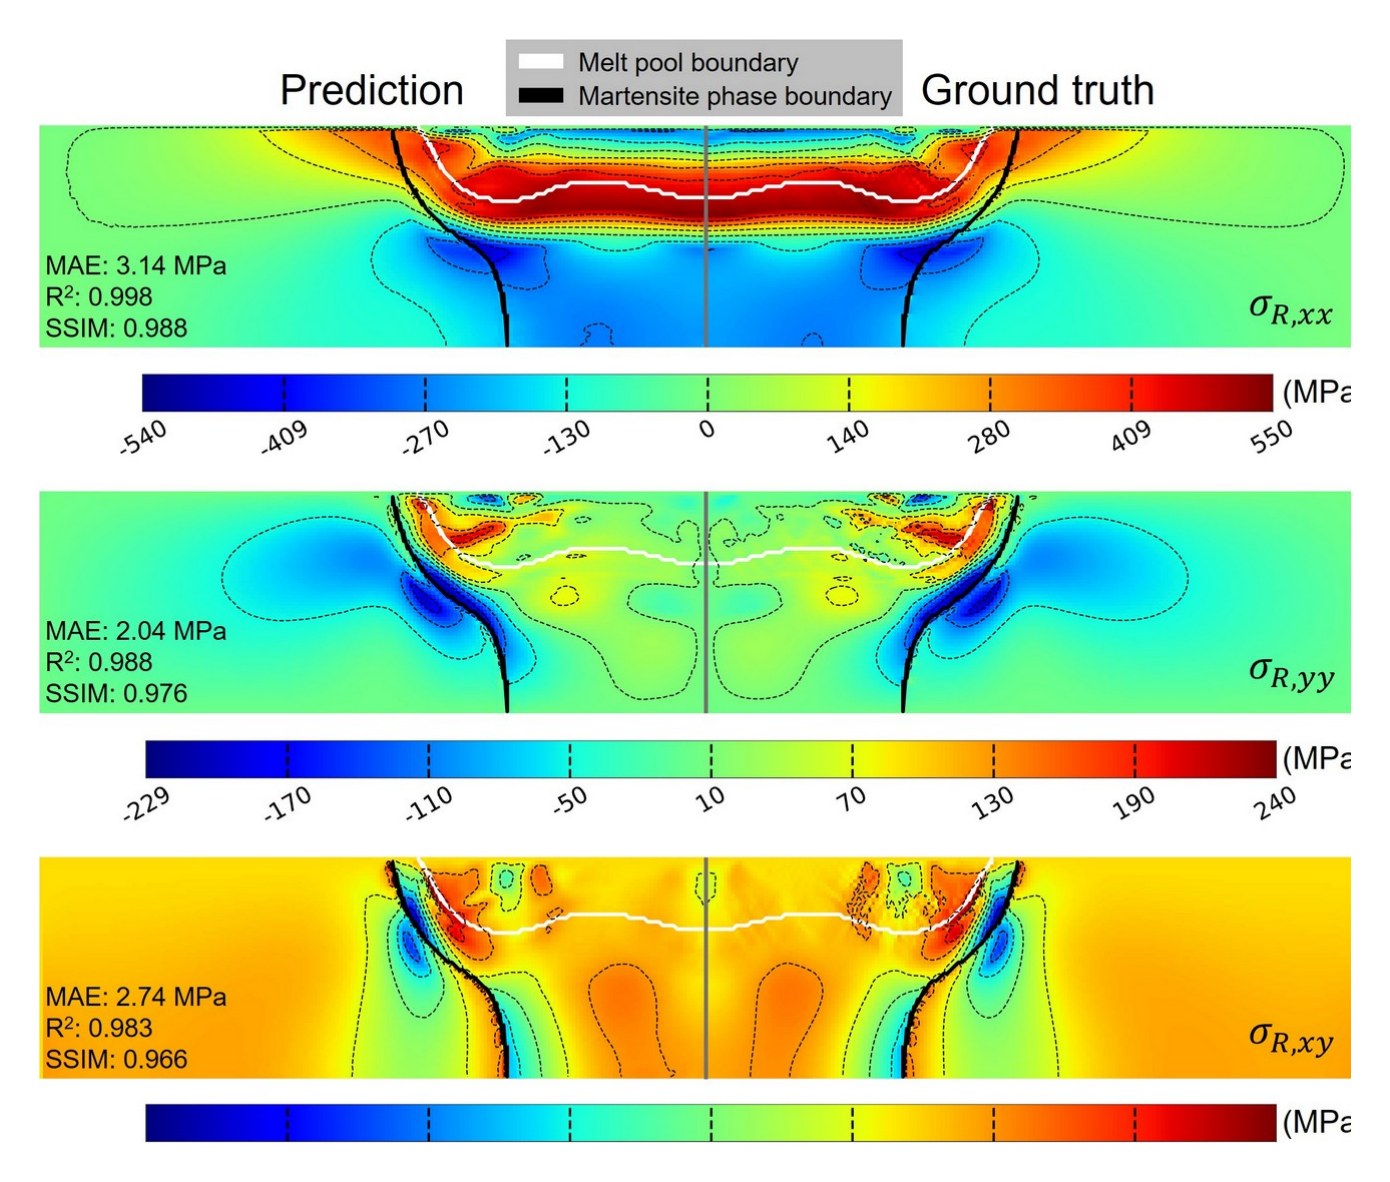 Melt pool boundary
Martensite phase boundary
Prediction
Ground truth
MAE: 3.14 MPa
R²: 0.998
SSIM: 0.988
σR,xx
(MPa
-540 -409 -270 -130 0 140 280 409 550
MAE: 2.04 MPa
R²: 0.988
SSIM: 0.976
σR,yy
(MPa
-229 -170 -110 -50 10 70 130 190 240
MAE: 2.74 MPa
R²: 0.983
SSIM: 0.966
σR,xy
(MPa